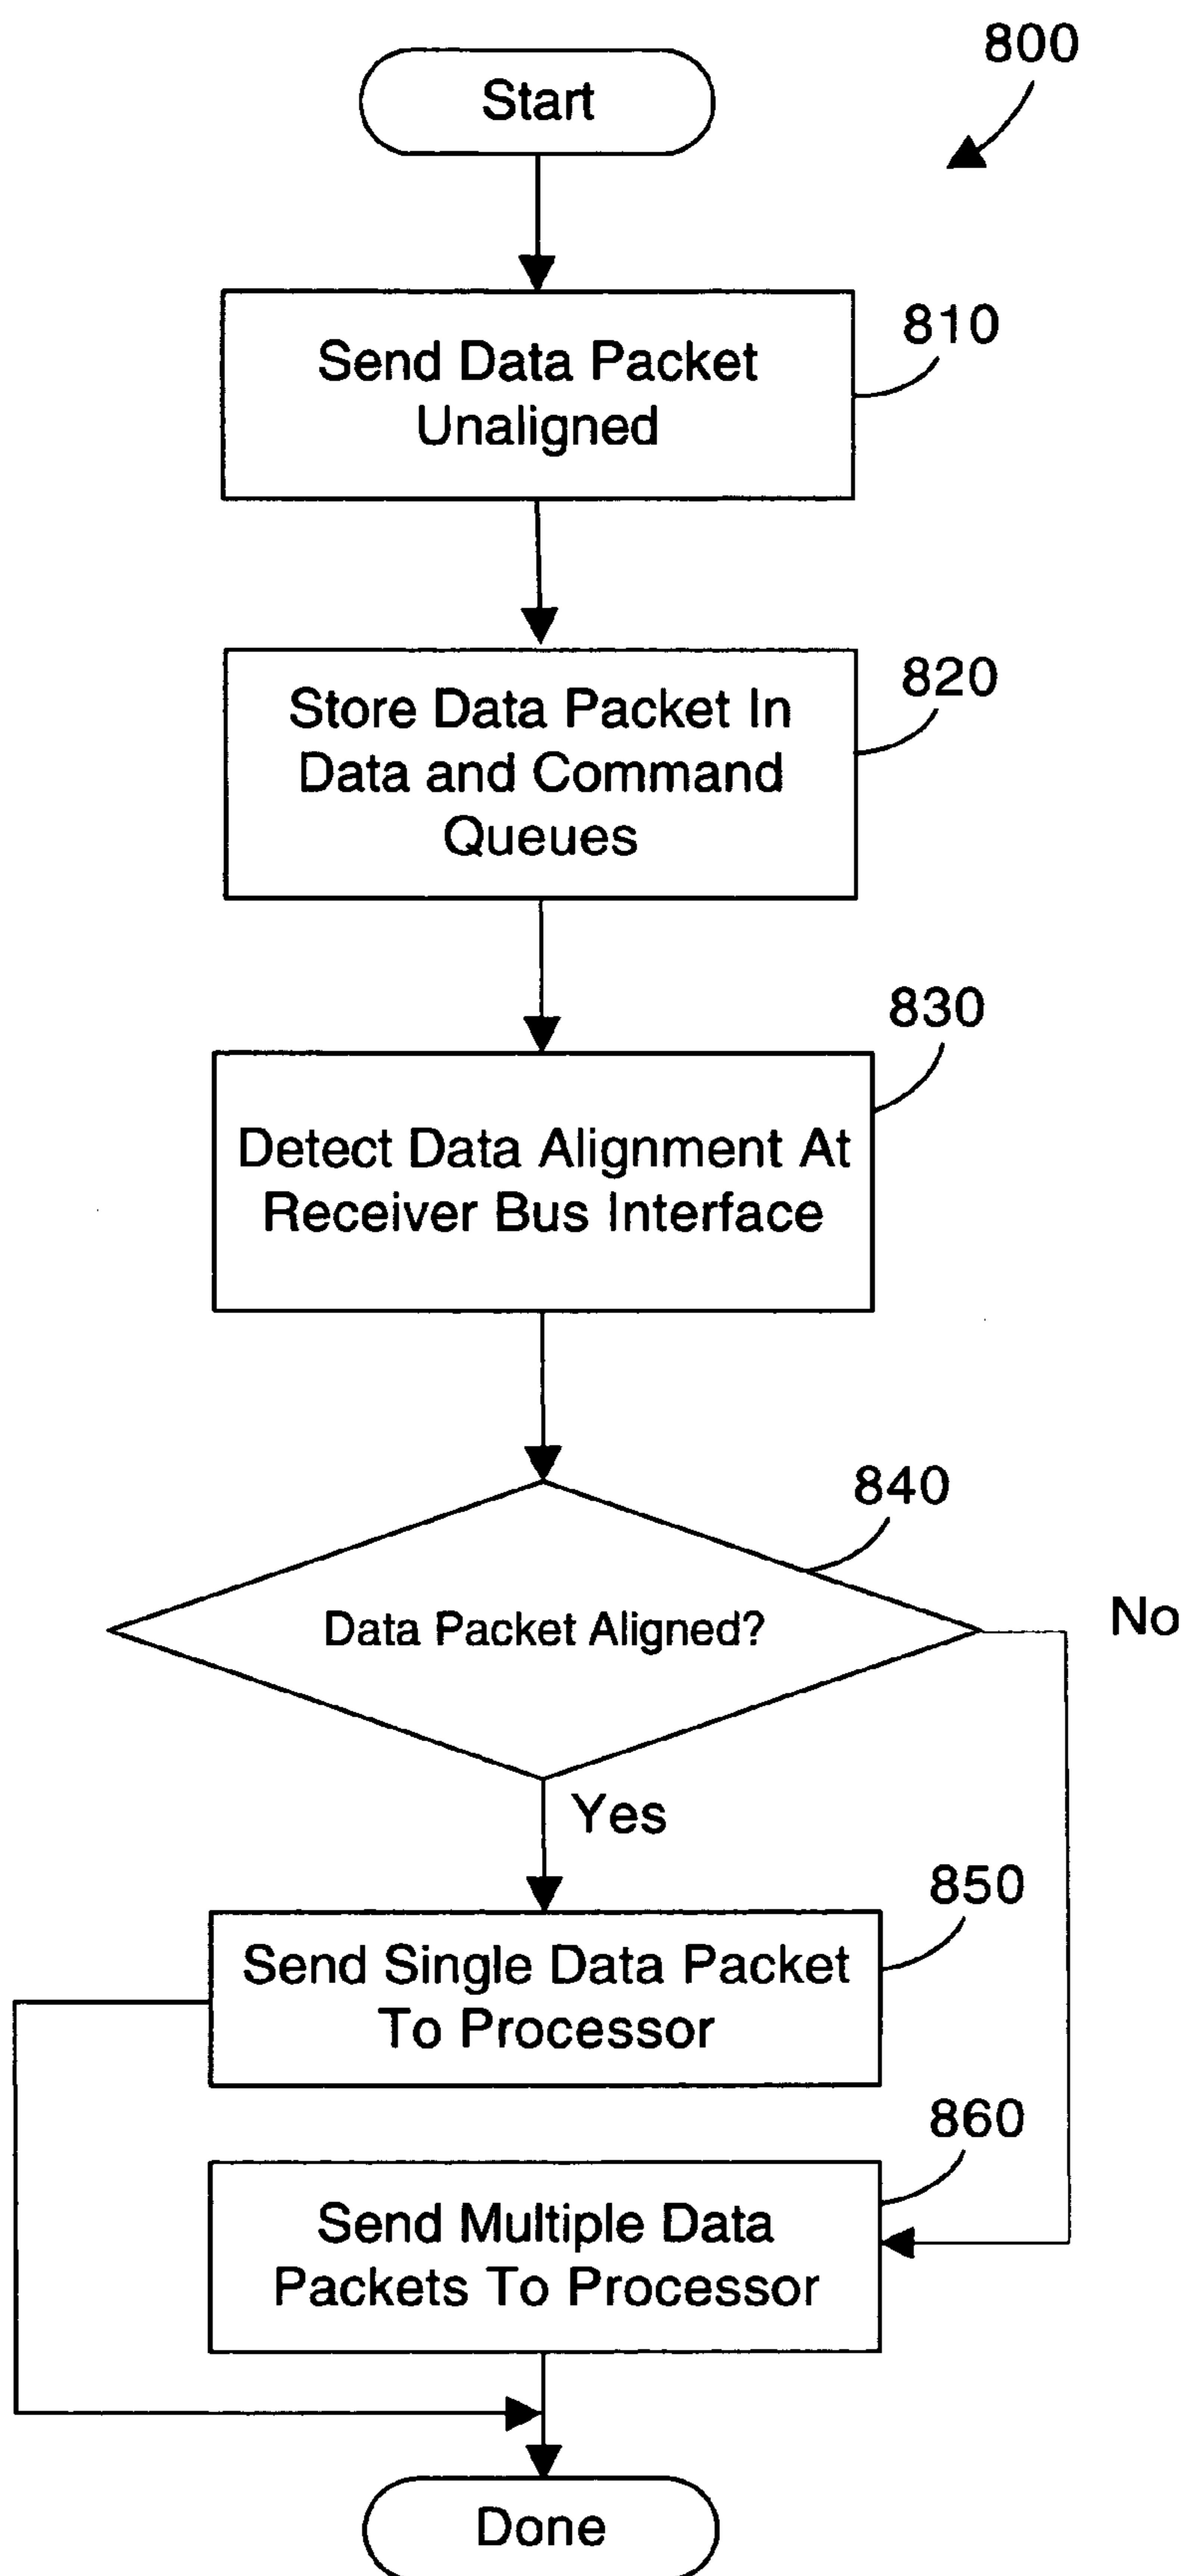 800
Start
810
Send Data Packet
Unaligned
820
Store Data Packet In
Data and Command
Queues
830
Detect Data Alignment At
Receiver Bus Interface
840
Data Packet Aligned?
No
Yes
850
Send Single Data Packet
To Processor
860
Send Multiple Data
Packets To Processor
Done